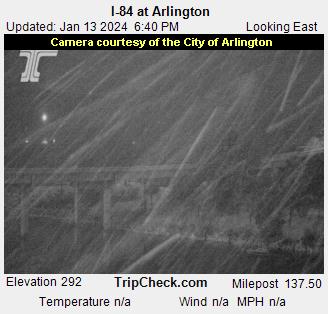 I-84 at Arlington
Updated: Jan 13 2024 6:40 PM Looking East
Camera courtesy of the City of Arlington
Elevation 292 TripCheck.com Milepost 137.50
Temperature n/a Wind n/a MPH n/a